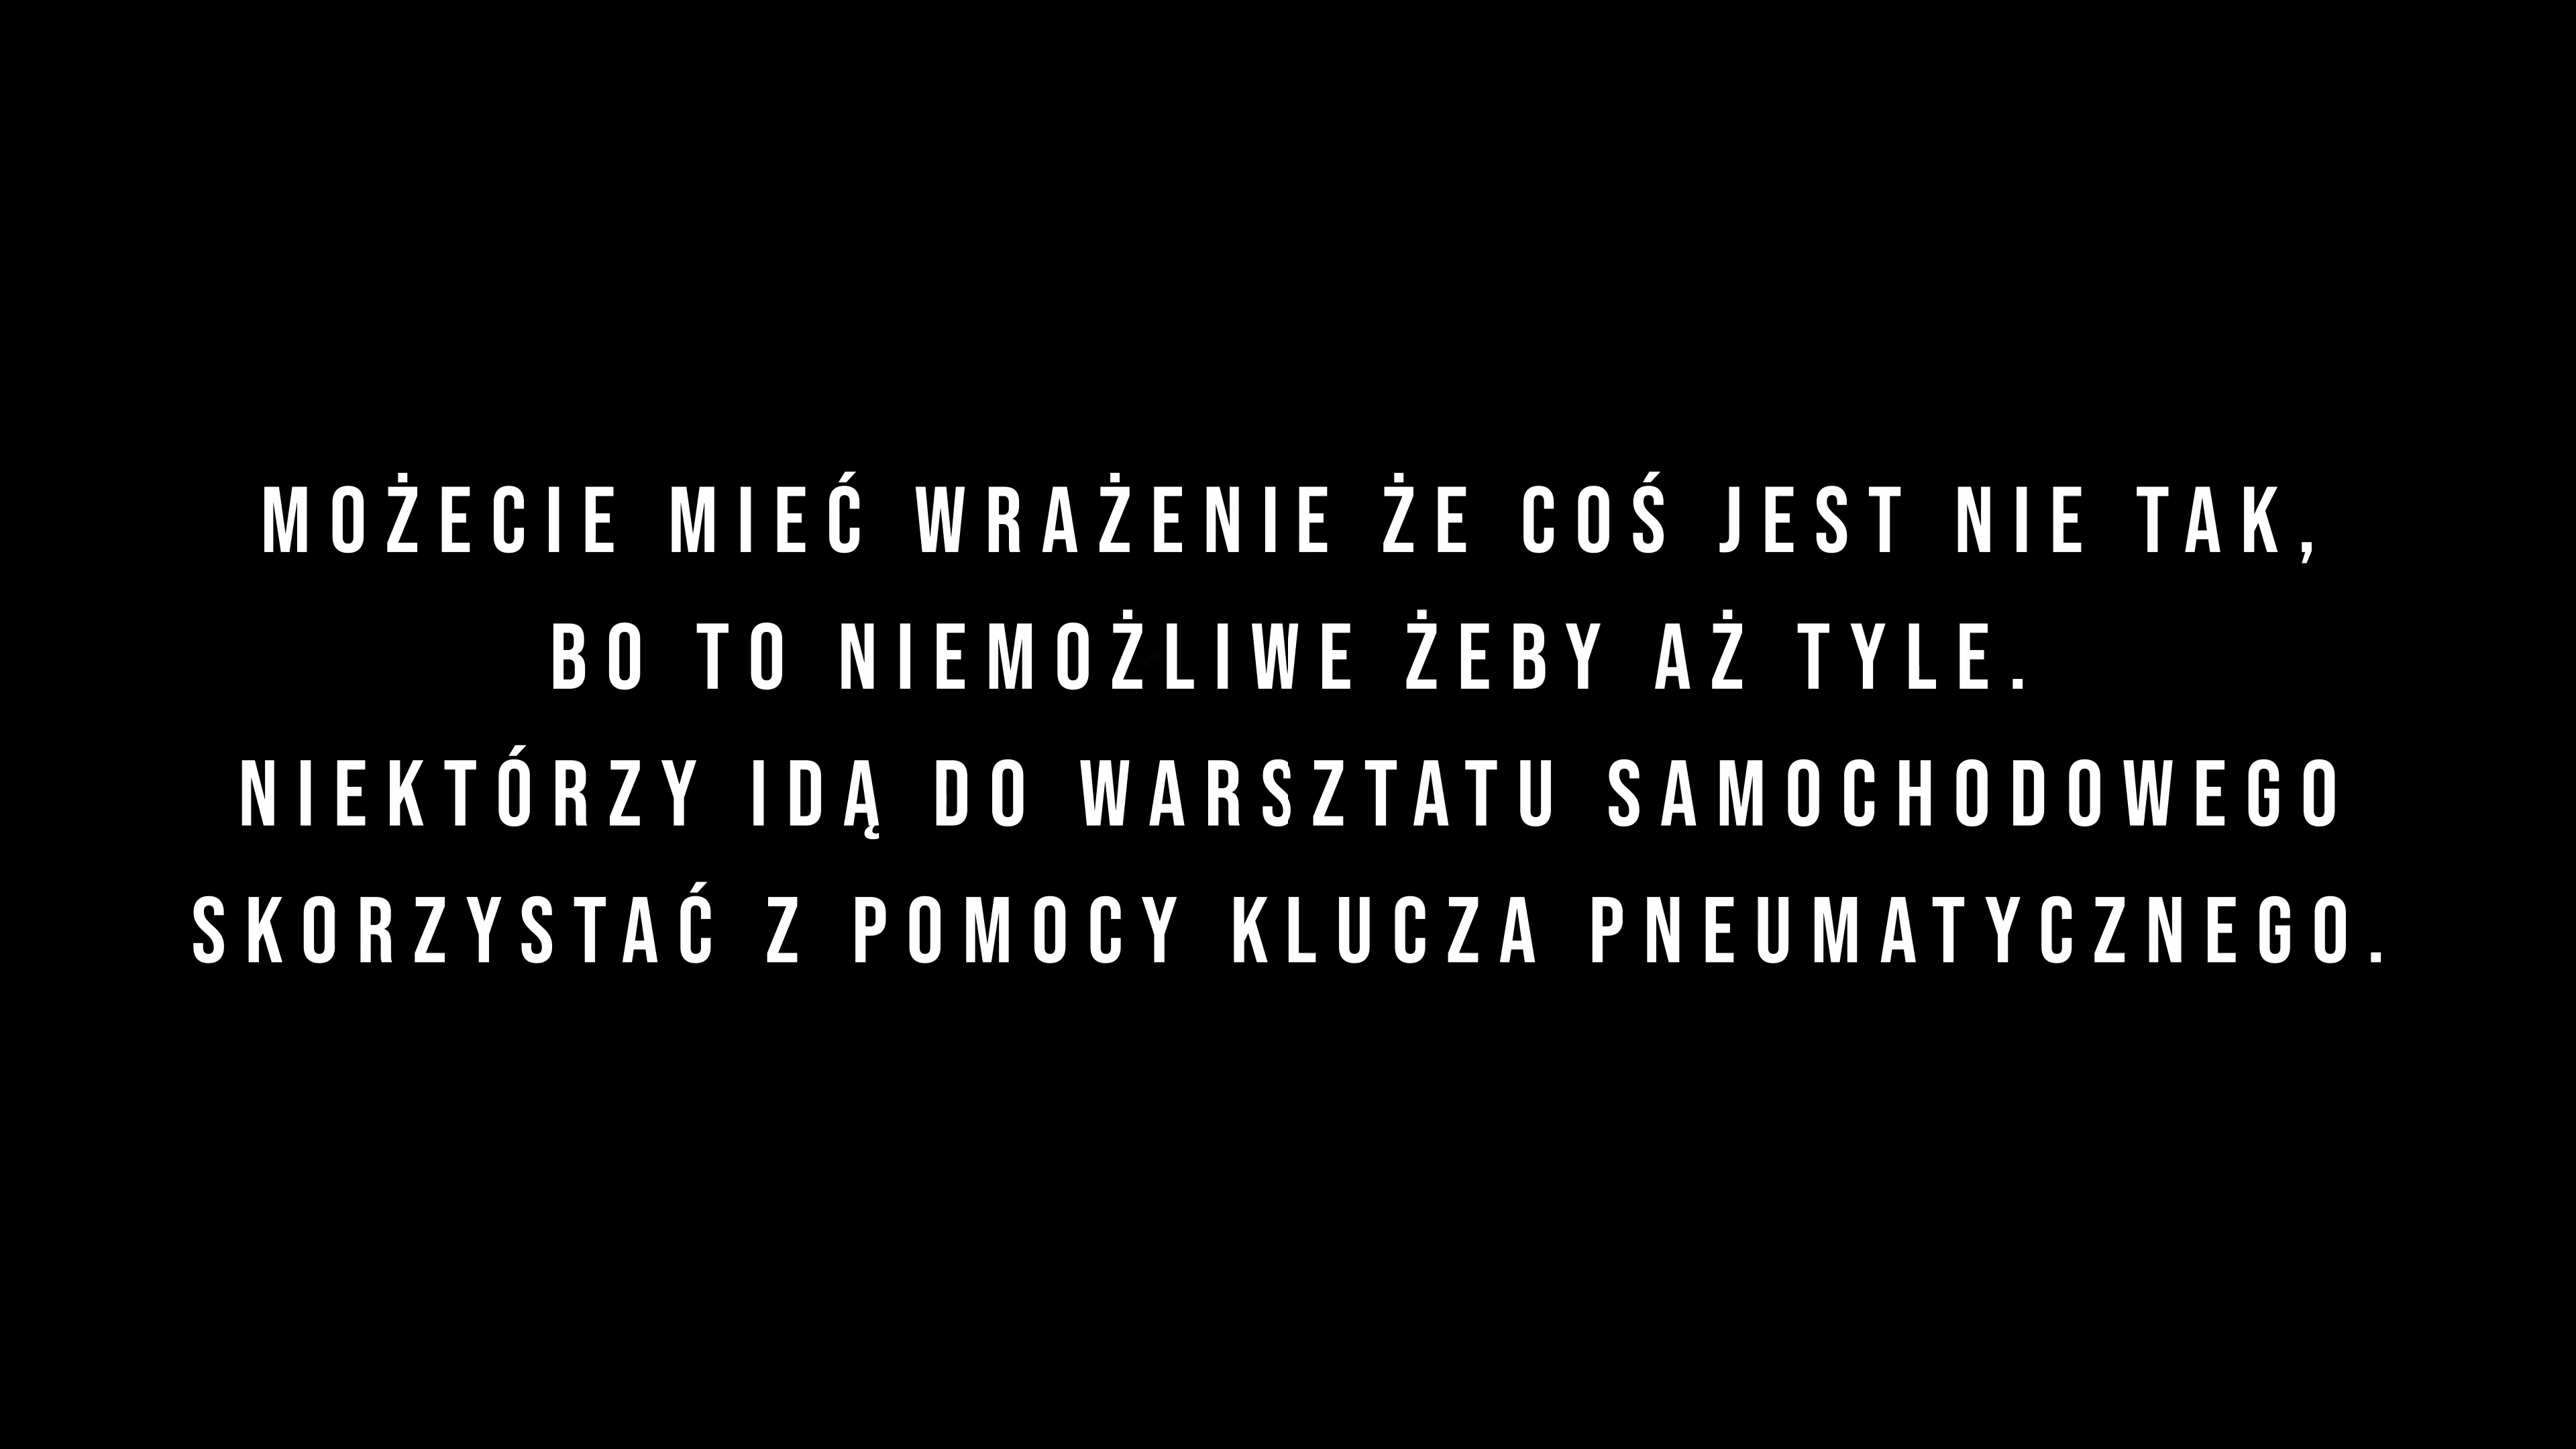 MOŻECIE MIEĆ WRAŻENIE ŻE COŚ JEST NIE TAK,
BO TO NIEMOŻLIWE ŻEBY AŻ TYLE.
NIEKTÓRZY IDĄ DO WARSZTATU SAMOCHODOWEGO
SKORZYSTAĆ Z POMOCY KLUCZA PNEUMATYCZNEGO.